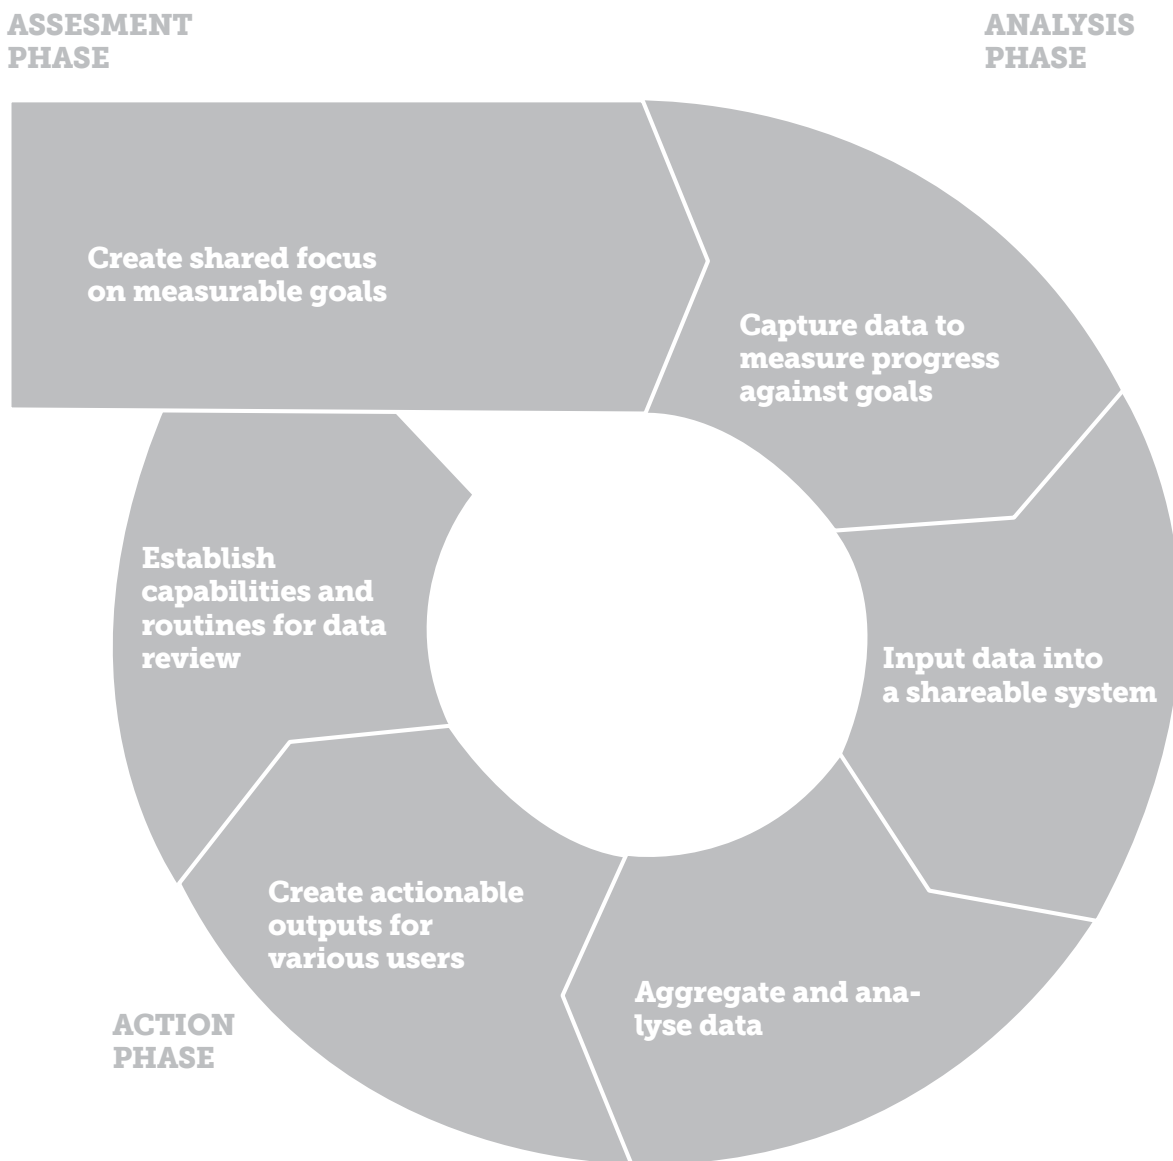 ASSESMENT
PHASE
ANALYSIS
PHASE
Create shared focus
on measurable goals
Capture data to
measure progress
against goals
Input data into
a shareable system
Aggregate and ana-
lyse data
Create actionable
outputs for
various users
ACTION
PHASE
Establish
capabilities and
routines for data
review